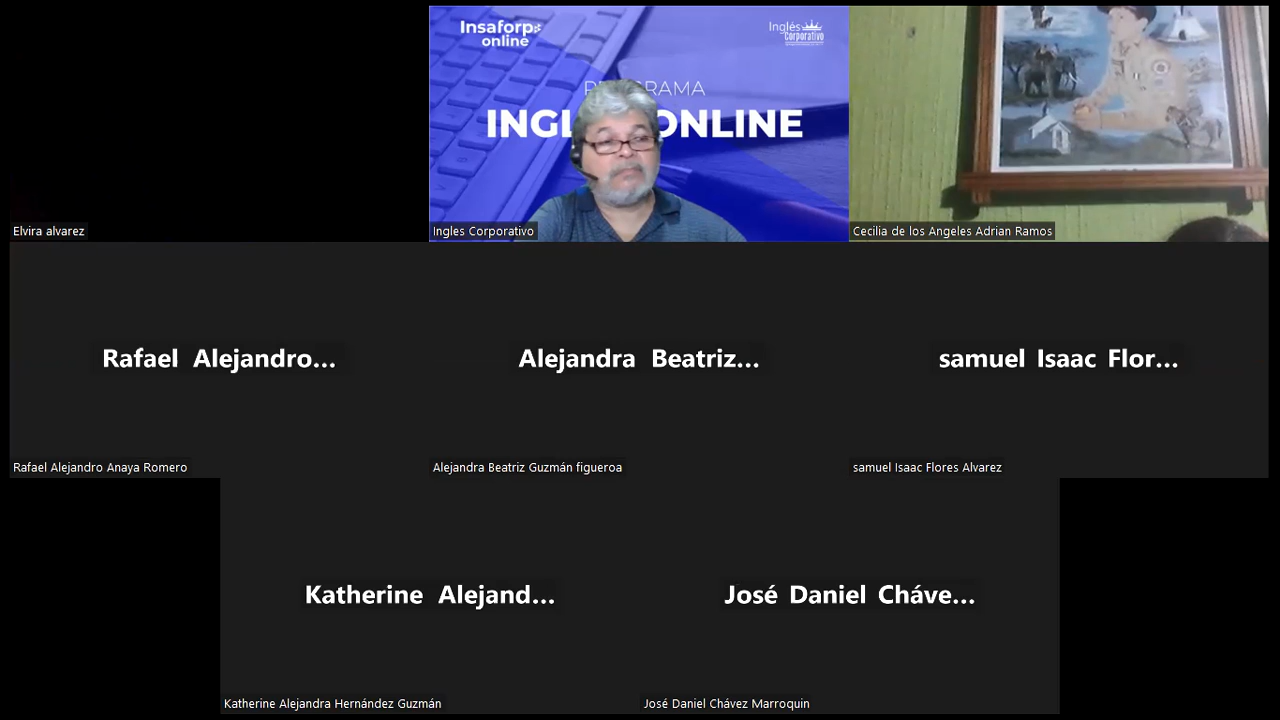 Insaforp
online
Inglés
Corporativo
INGL ONLINE
Elvira alvarez
Ingles Corporativo
Cecilia de los Angeles Adrian Ramos
Rafael Alejandro...
Alejandra Beatriz...
samuel Isaac Flor...
Rafael Alejandro Anaya Romero
Alejandra Beatriz Guzmán figueroa
samuel Isaac Flores Alvarez
Katherine Alejand...
José Daniel Cháve...
Katherine Alejandra Hernández Guzmán
José Daniel Chávez Marroquin